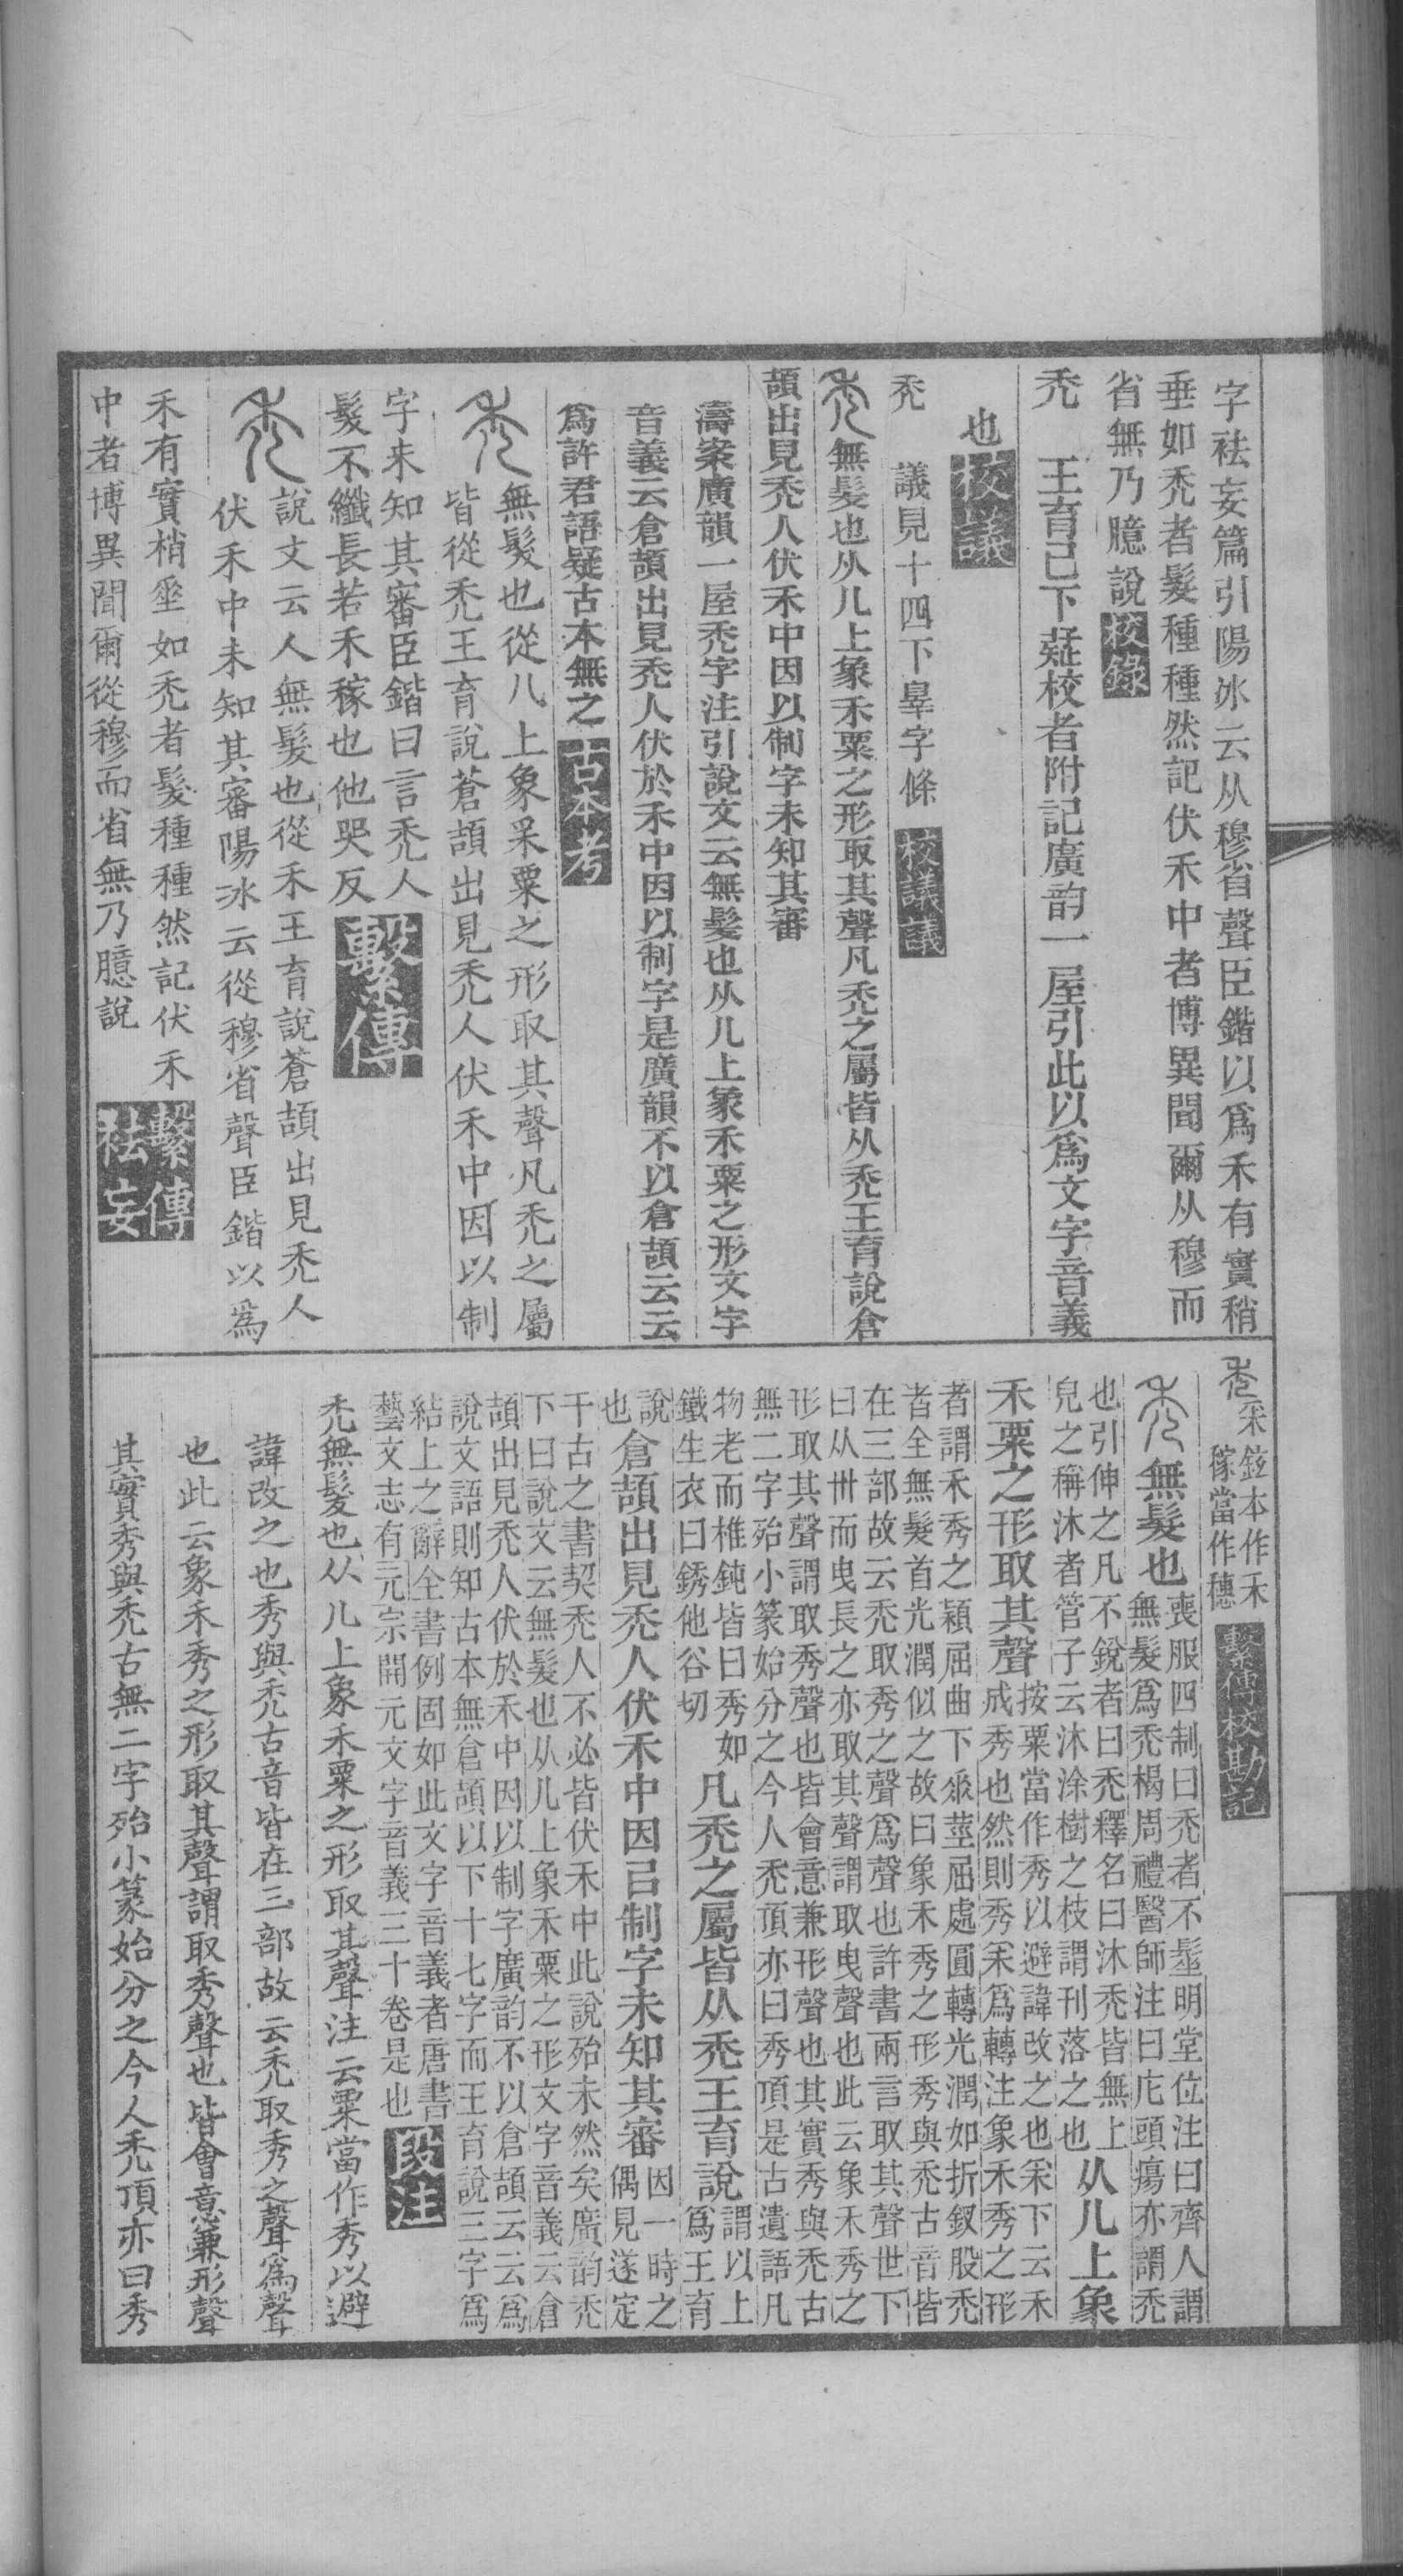 字祛妄篇引陽冰云从穆省聲臣鍇以爲禾有實稍
垂如禿者髮種種然記伏禾中者博異聞爾从穆而
省無乃臆說校錄
禿　王育已下疑校者附記廣韵一屋引此以爲文字音義
也校議
禿　議見十四下皋字條　校議議
禿無髮也从儿上象禾粟之形取其聲凡禿之屬皆从禿王育說倉
頡出見禿人伏禾中因以制字未知其審
濤案廣韻一屋禿字注引說文云無髮也从儿上象禾粟之形文字
音義云倉頡出見禿人伏於禾中因以制字是廣韻不以倉頡云云
爲許君語疑古本無之　古本考
禿無髮也從八上象采粟之形取其聲凡禿之屬
皆從禿王育說蒼頡出見禿人伏禾中因以制
字未知其審臣鍇曰言禿人
髮不纖長若禾稼也他哭反　繫傳
禿說文云人無髮也從禾王育說蒼頡出見禿人
伏禾中未知其審陽冰云從穆省聲臣鍇以爲
禾有實梢垂如禿者髮種種然記伏禾
中者博異聞爾從穆而省無乃臆說　繫傳祛妄
禿采鉉本作禾
稼當作穗　繫傳校勘記
禿無髮也喪服四制曰禿者不髽明堂位注曰齊人謂
無髮爲禿楬周禮醫師注曰庀頭瘍亦謂禿
也引伸之凡不銳者曰禿釋名曰沐禿皆無上
皃之稱沐者管子云沐涂樹之枝謂刊落之也从儿上象
禾粟之形取其聲按粟當作秀以避諱改之也采下云禾
成秀也然則秀采爲轉注象禾秀之形
者謂禾秀之穎屈曲下垂莖屈處圓轉光潤如折釵股禿
者全無髮首光潤似之故曰象禾秀之形秀與禿古音皆
在三部故云禿取秀之聲爲聲也許書兩言取其聲世下
曰从卅而曳長之亦取其聲謂取曳聲也此云象禾秀之
形取其聲謂取秀聲也皆會意兼形聲也其實秀與禿古
無二字殆小篆始分之今人禿頂亦曰秀頂是古遺語凡
物老而椎鈍皆曰秀如
鐵生衣曰銹他谷切凡禿之屬皆从禿王育說謂以上
爲王育
說
也倉頡出見禿人伏禾中因㠯制字未知其審因一時之
偶見遂定
千古之書契禿人不必皆伏禾中此說殆未然矣廣韵禿
下曰說文云無髮也从儿上象禾粟之形文字音義云倉
頡出見禿人伏於禾中因以制字廣韵不以倉頡云云爲
說文語則知古本無倉頡以下十七字而王育說三字爲
結上之辭全書例固如此文字音義者唐書
藝文志有元宗開元文字音義三十卷是也　段注
禿無髮也从儿上象禾粟之形取其聲注云粟當作秀以避
諱改之也秀與禿古音皆在三部故云禿取秀之聲爲聲
也此云象禾秀之形取其聲謂取秀聲也皆會意兼形聲
其實秀與禿古無二字殆小篆始分之今人禿頂亦曰秀